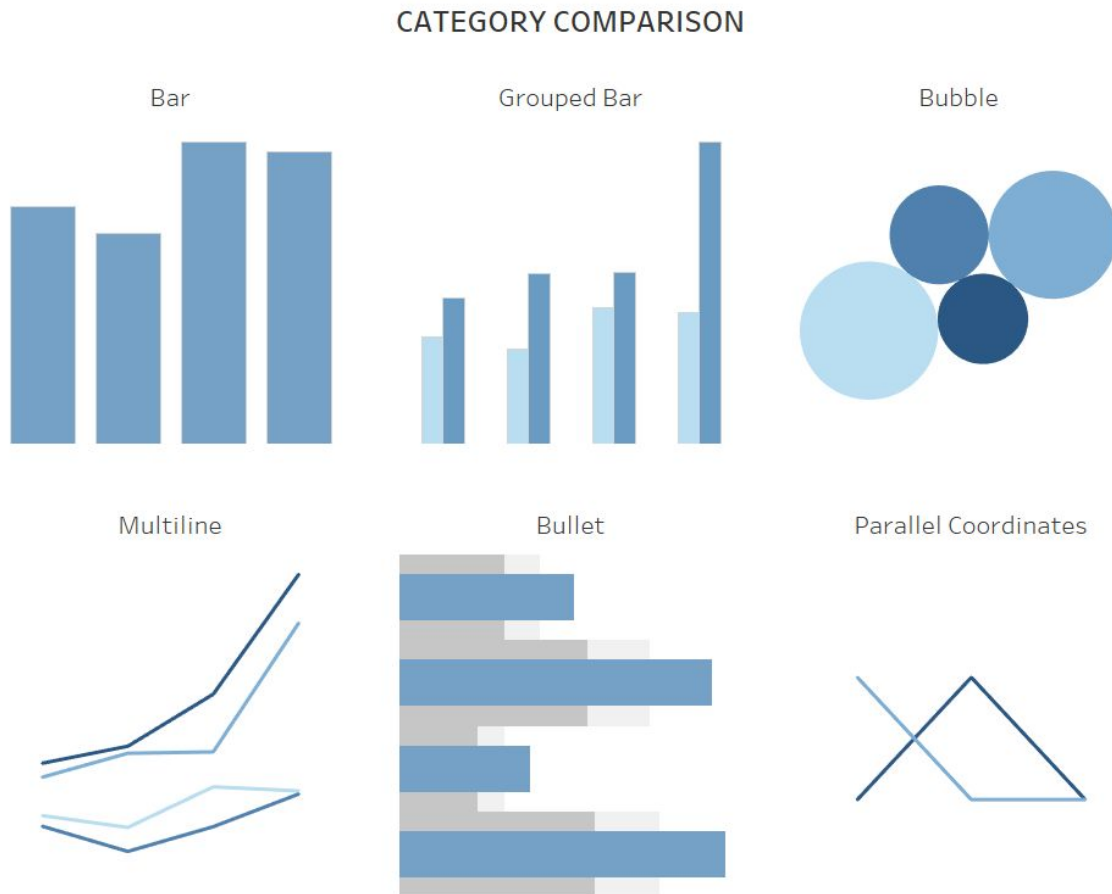 CATEGORY COMPARISON
Bar
Grouped Bar
Bubble
Multiline
Bullet
Parallel Coordinates